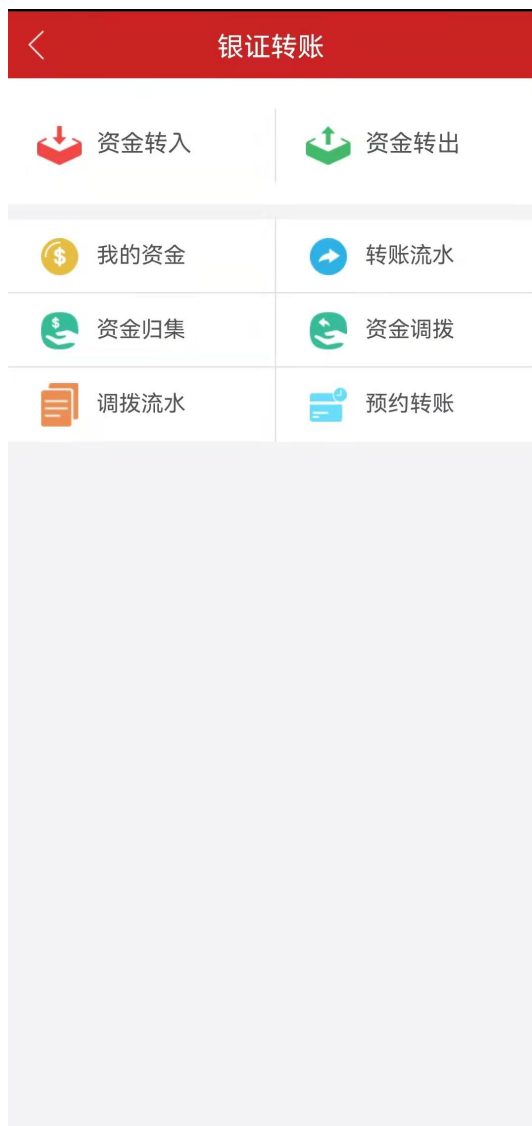 银证转账
资金转入 资金转出
我的资金 转账流水
资金归集 资金调拨
调拨流水 预约转账